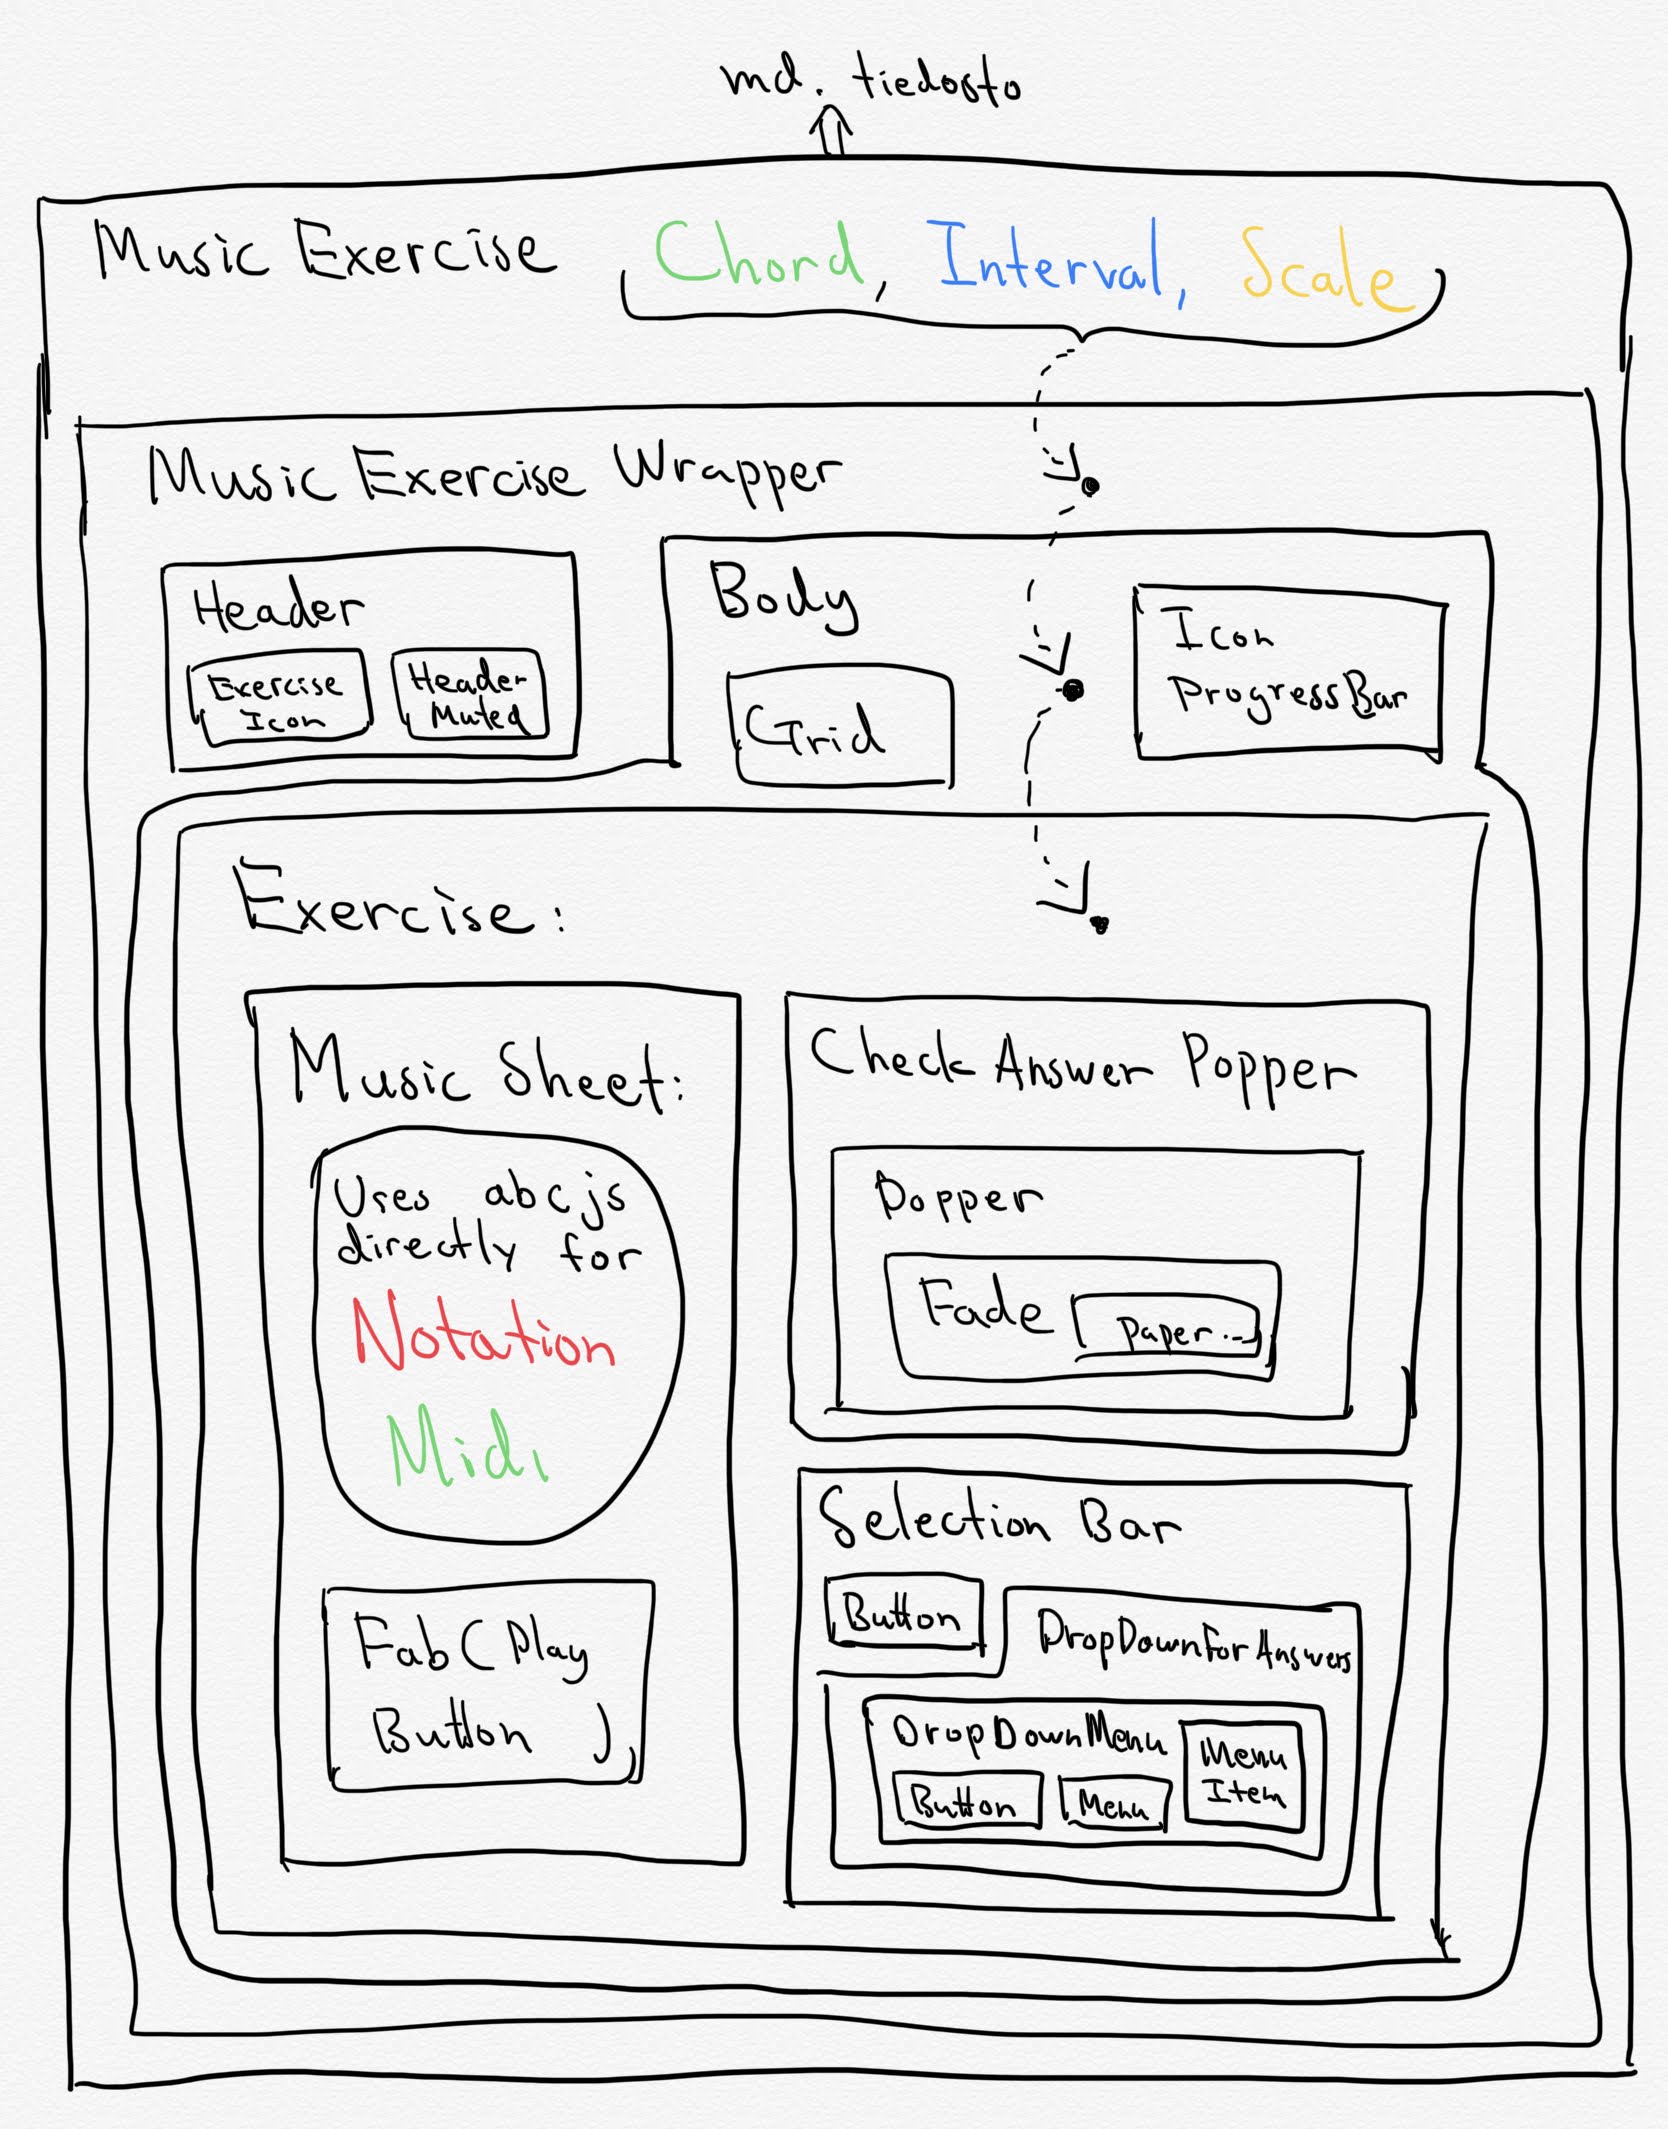 md. tiedosto
Music Exercise Chord, Interval, Scale
Music Exercise Wrapper
Header
Exercise
Icon
Header
Muted
Body
Grid
Icon
ProgressBar
Exercise:
Music Sheet:
Uses abcjs
directly for
Notation
Midi
Fab (Play
Button )
Check Answer Popper
Popper
Fade
Paper...
Selection Bar
Button
DropDownForAnswers
DropDownMenu
Button
Menu
Menu
Item